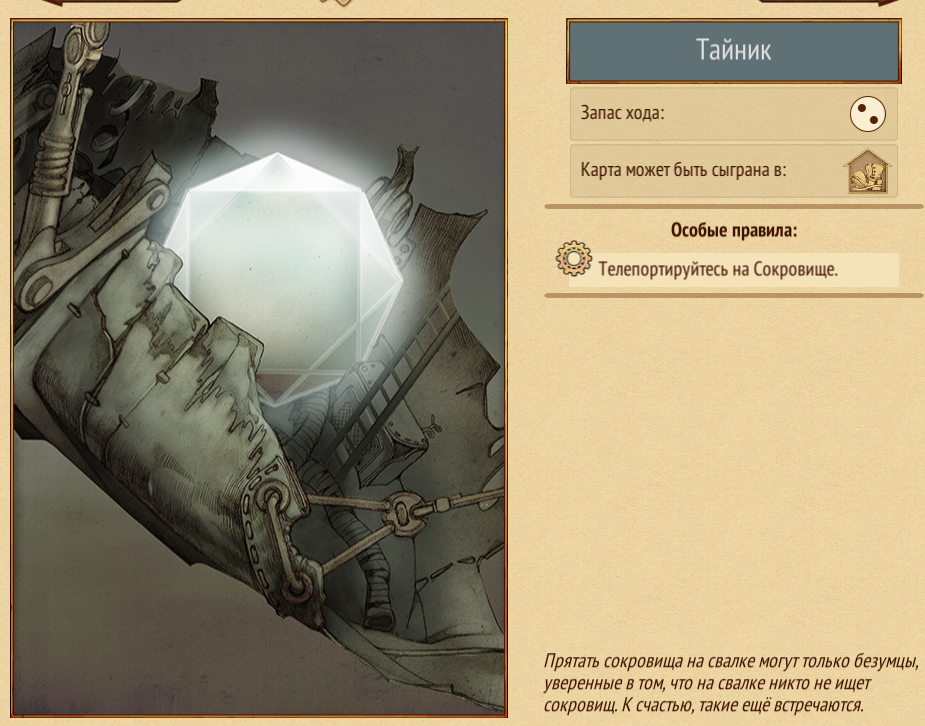 Тайник
Запас хода:
Карта может быть сыграна в:
Особые правила:
Телепортируйтесь на Сокровище.
Прятать сокровища на свалке могут только безумцы,
уверенные в том, что на свалке никто не ищет
сокровищ. К счастью, такие ещё встречаются.